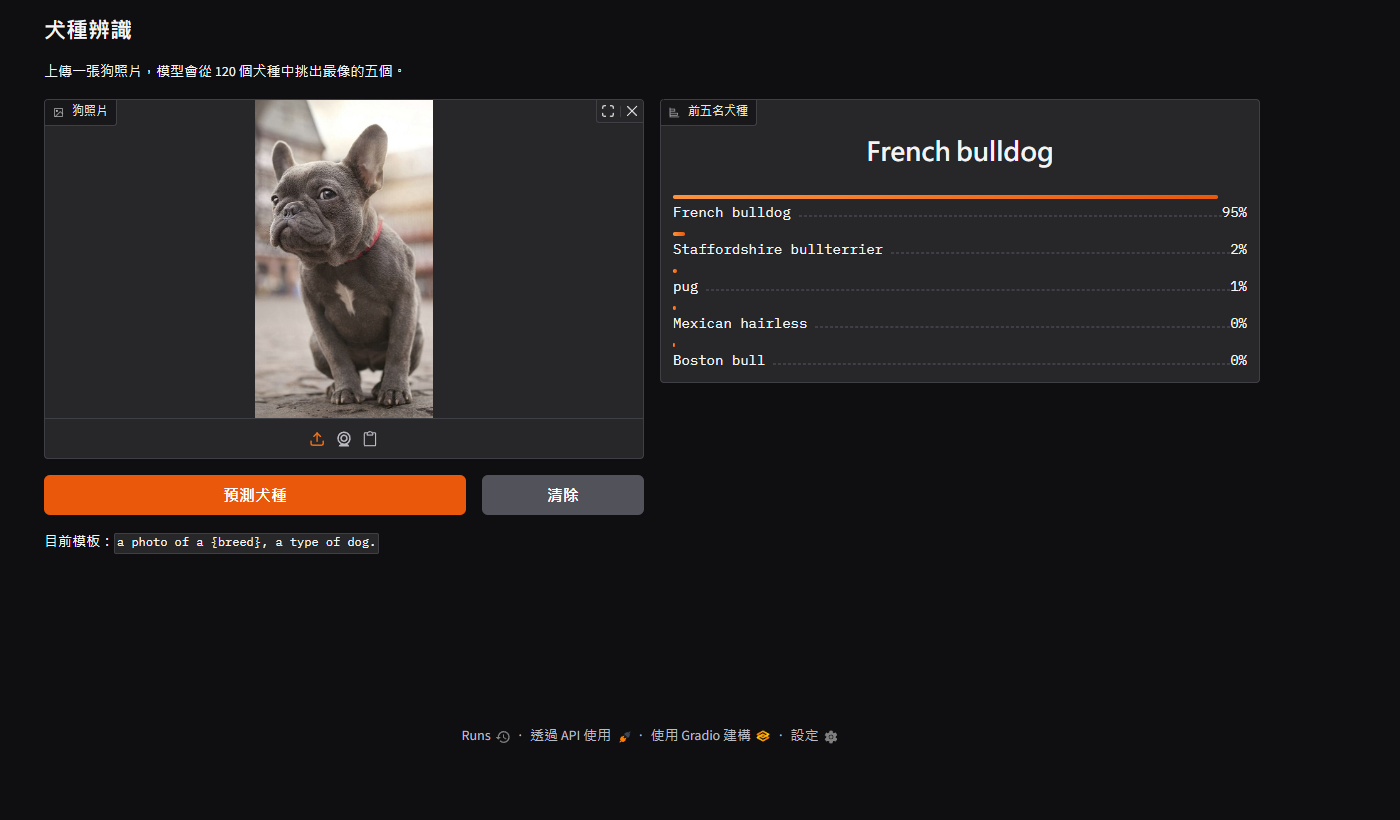 犬種辨識
上傳一張狗照片，模型會從 120 個犬種中挑出最像的五個。
狗照片
前五名犬種
French bulldog
French bulldog 95%
Staffordshire bullterrier 2%
pug 1%
Mexican hairless 0%
Boston bull 0%
預測犬種 清除
目前模板：a photo of a {breed}, a type of dog.
Runs · 透過 API 使用 · 使用 Gradio 建構 · 設定